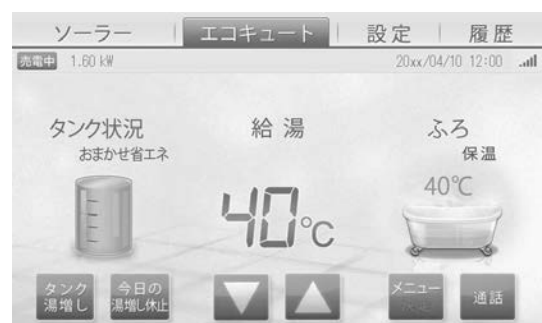 ソーラー エコキュート 設定 履歴
売電中 1.60 kW 20xx/04/10 12:00
タンク状況 給湯 ふろ
おまかせ省エネ 保温
40℃
40℃
タンク 今日の メニュー 通話
湯増し 湯増し休止